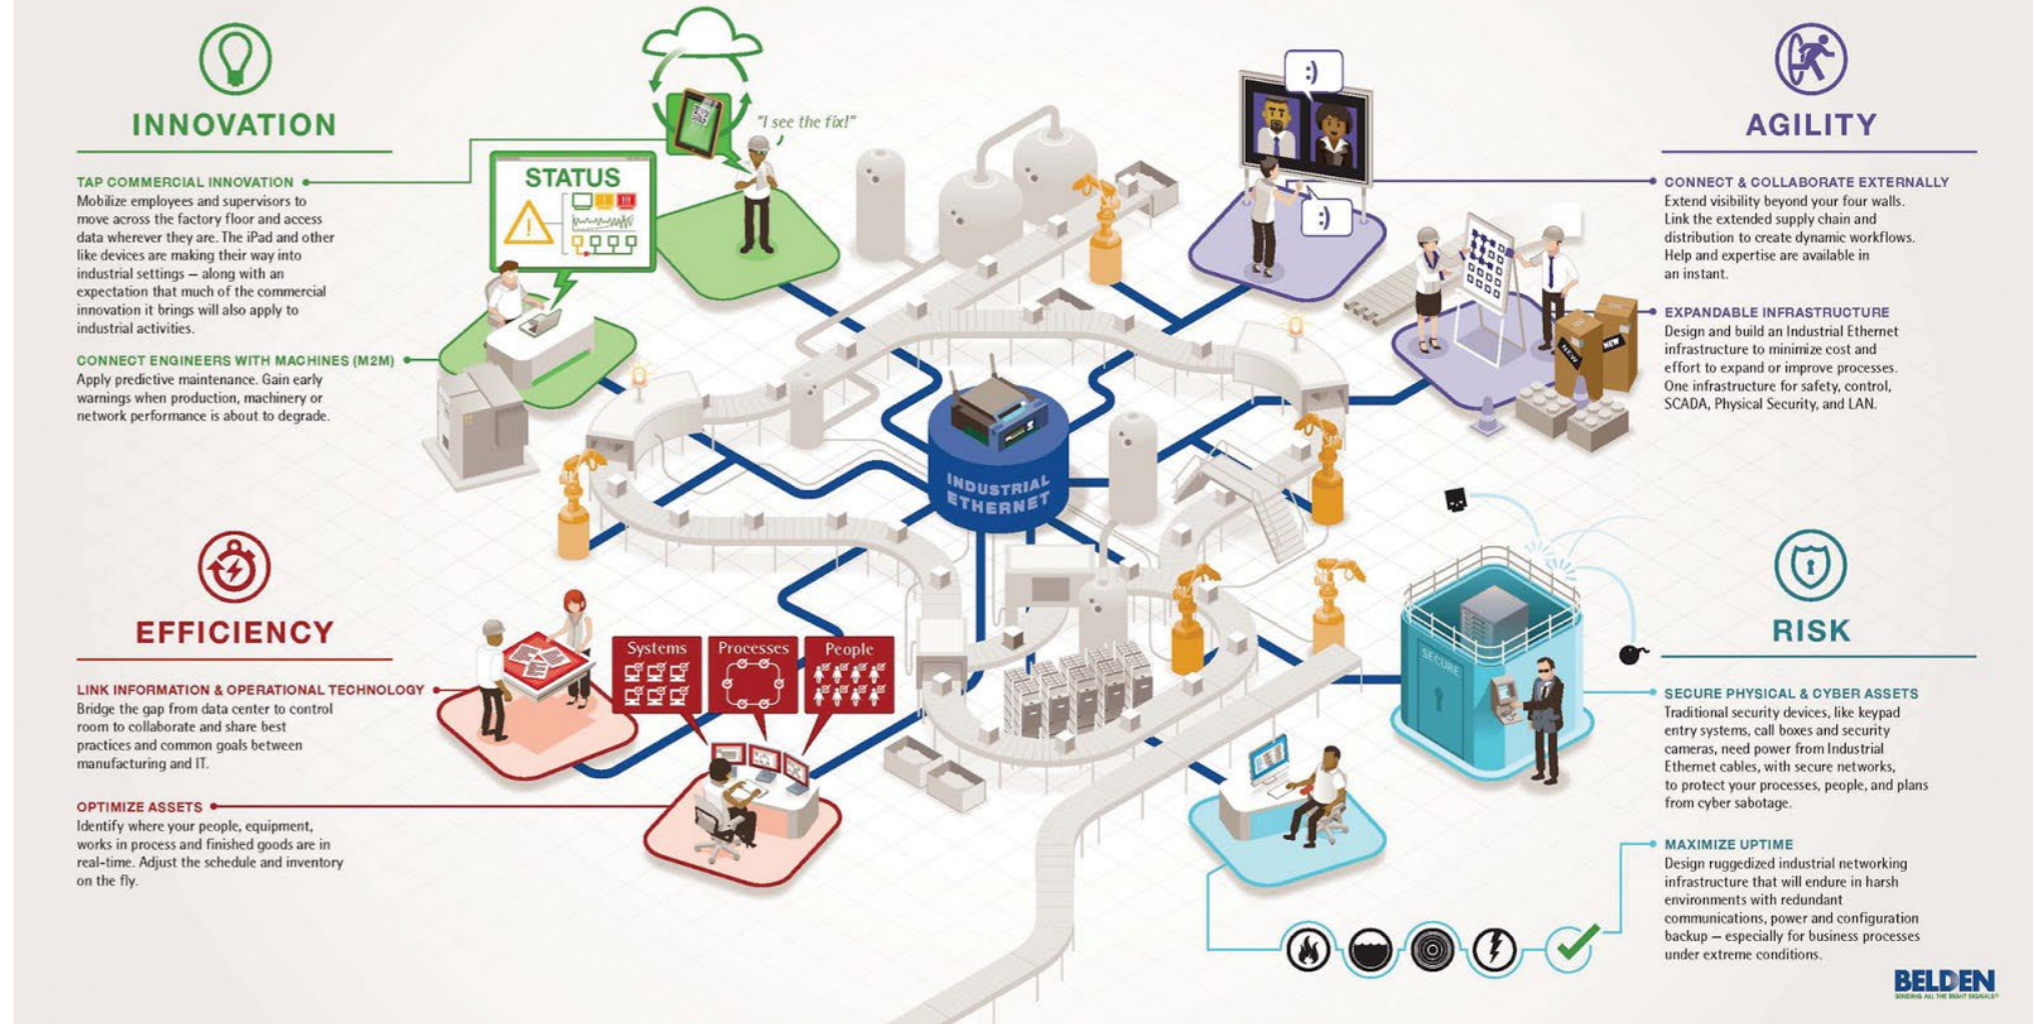 INNOVATION
TAP COMMERCIAL INNOVATION
Mobilize employees and supervisors to
move across the factory floor and access
data wherever they are. The iPad and other
like devices are making their way into
industrial settings – along with an
expectation that much of the commercial
innovation it brings will also apply to
industrial activities.
CONNECT ENGINEERS WITH MACHINES (M2M)
Apply predictive maintenance. Gain early
warnings when production, machinery or
network performance is about to degrade.
STATUS
"I see the fix!"
:)
:)
AGILITY
CONNECT & COLLABORATE EXTERNALLY
Extend visibility beyond your four walls.
Link the extended supply chain and
distribution to create dynamic workflows.
Help and expertise are available in
an instant.
EXPANDABLE INFRASTRUCTURE
Design and build an Industrial Ethernet
infrastructure to minimize cost and
effort to expand or improve processes.
One infrastructure for safety, control,
SCADA, Physical Security, and LAN.
NEW
NEW
INDUSTRIAL
ETHERNET
EFFICIENCY
LINK INFORMATION & OPERATIONAL TECHNOLOGY
Bridge the gap from data center to control
room to collaborate and share best
practices and common goals between
manufacturing and IT.
OPTIMIZE ASSETS
Identify where your people, equipment,
works in process and finished goods are in
real-time. Adjust the schedule and inventory
on the fly.
Systems
Processes
People
SECURE
RISK
SECURE PHYSICAL & CYBER ASSETS
Traditional security devices, like keypad
entry systems, call boxes and security
cameras, need power from Industrial
Ethernet cables, with secure networks,
to protect your processes, people, and plans
from cyber sabotage.
MAXIMIZE UPTIME
Design ruggedized industrial networking
infrastructure that will endure in harsh
environments with redundant
communications, power and configuration
backup – especially for business processes
under extreme conditions.
BELDEN
SENDING ALL THE RIGHT SIGNALS